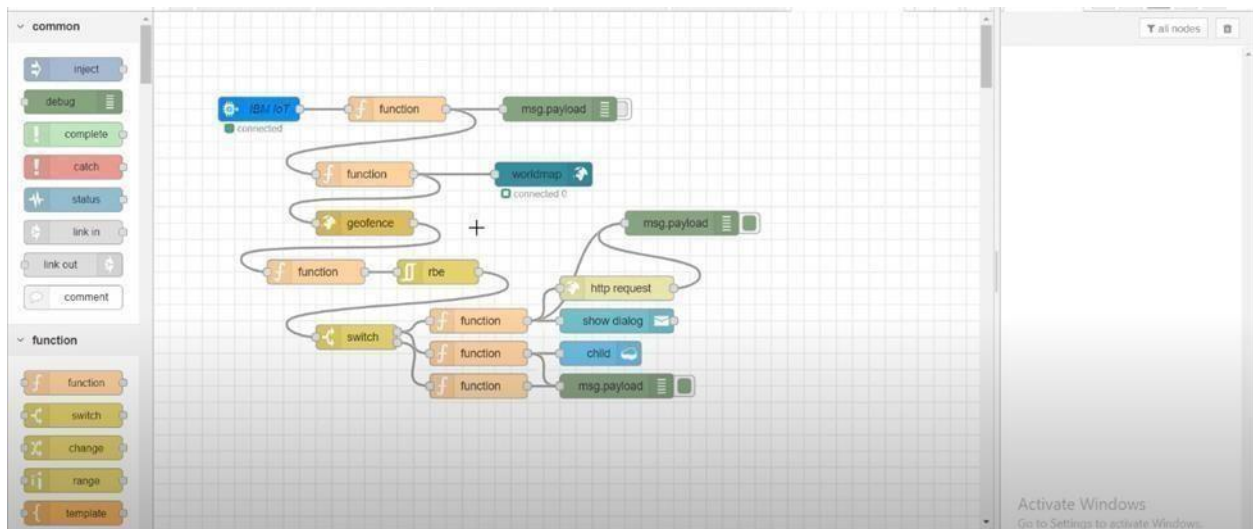 common
inject
debug
complete
catch
status
link in
link out
comment
function
function
switch
change
range
template
IBM IoT
connected
function
msg.payload
function
worldmap
connected 0
geofence
msg.payload
function
rbe
http request
switch
function
show dialog
function
child
function
msg.payload
all nodes
Activate Windows
Go to Settings to activate Windows.